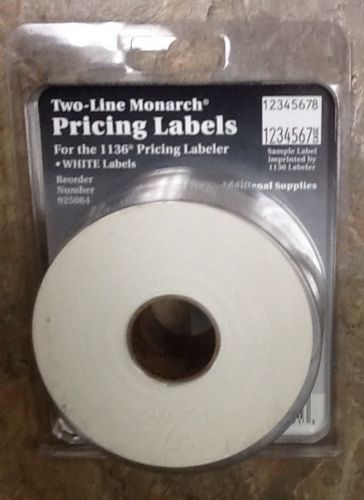 Two-Line Monarch®
Pricing Labels
For the 1136® Pricing Labeler
• WHITE Labels
Reorder
Number
925084
12345678
1234567
Sample Label
imprinted by
1136 Labeler
Additional Supplies